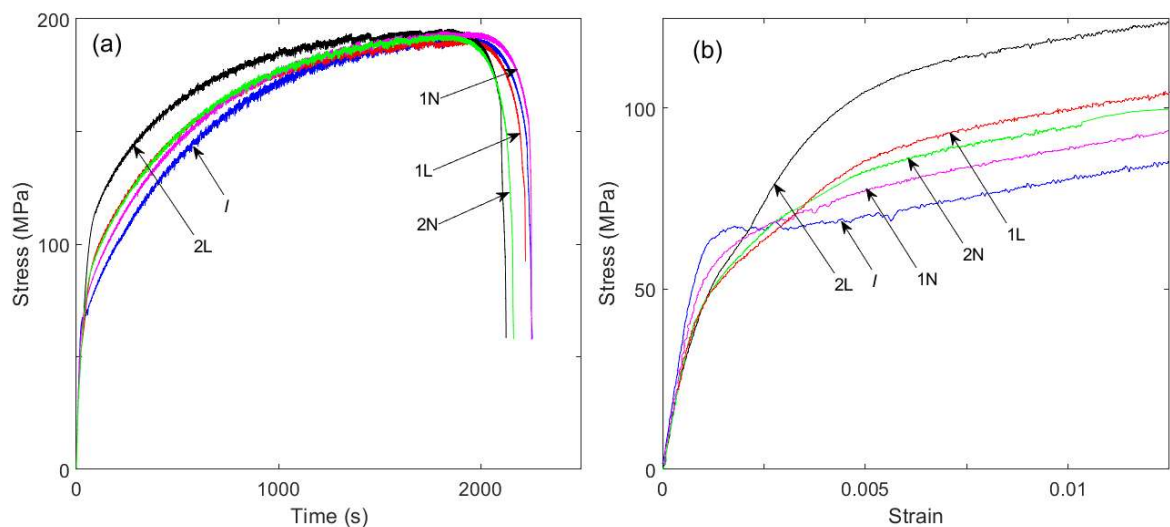 (a)
200
100
0
Stress (MPa)
1N
1L
2N
I
2L
0
1000
2000
Time (s)
(b)
100
50
0
Stress (MPa)
1L
2N
1N
I
2L
0
0.005
0.01
Strain